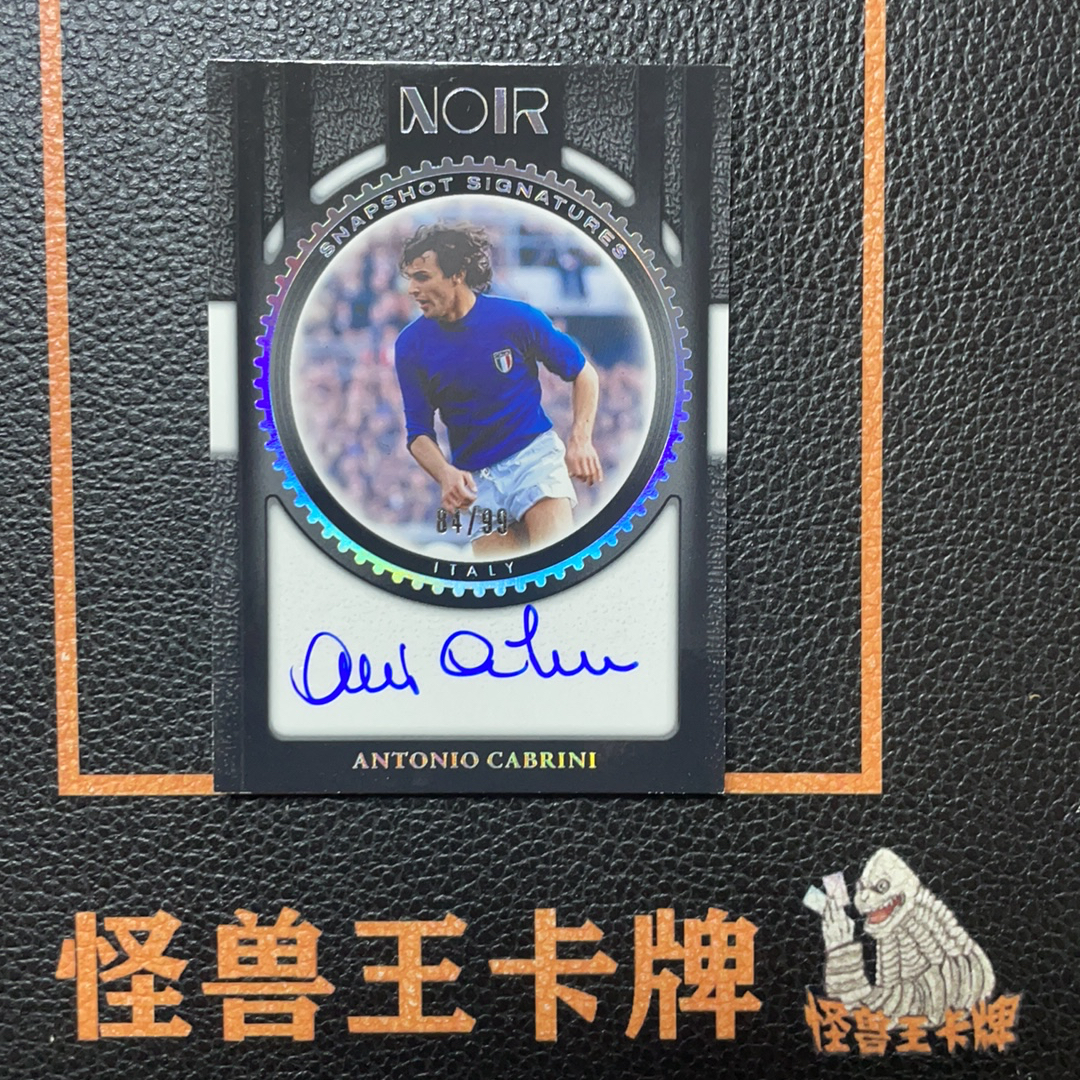 NOIR
SNAPSHOT SIGNATURES
84/99
ITALY
ANTONIO CABRINI
怪兽王卡牌
怪兽王卡牌